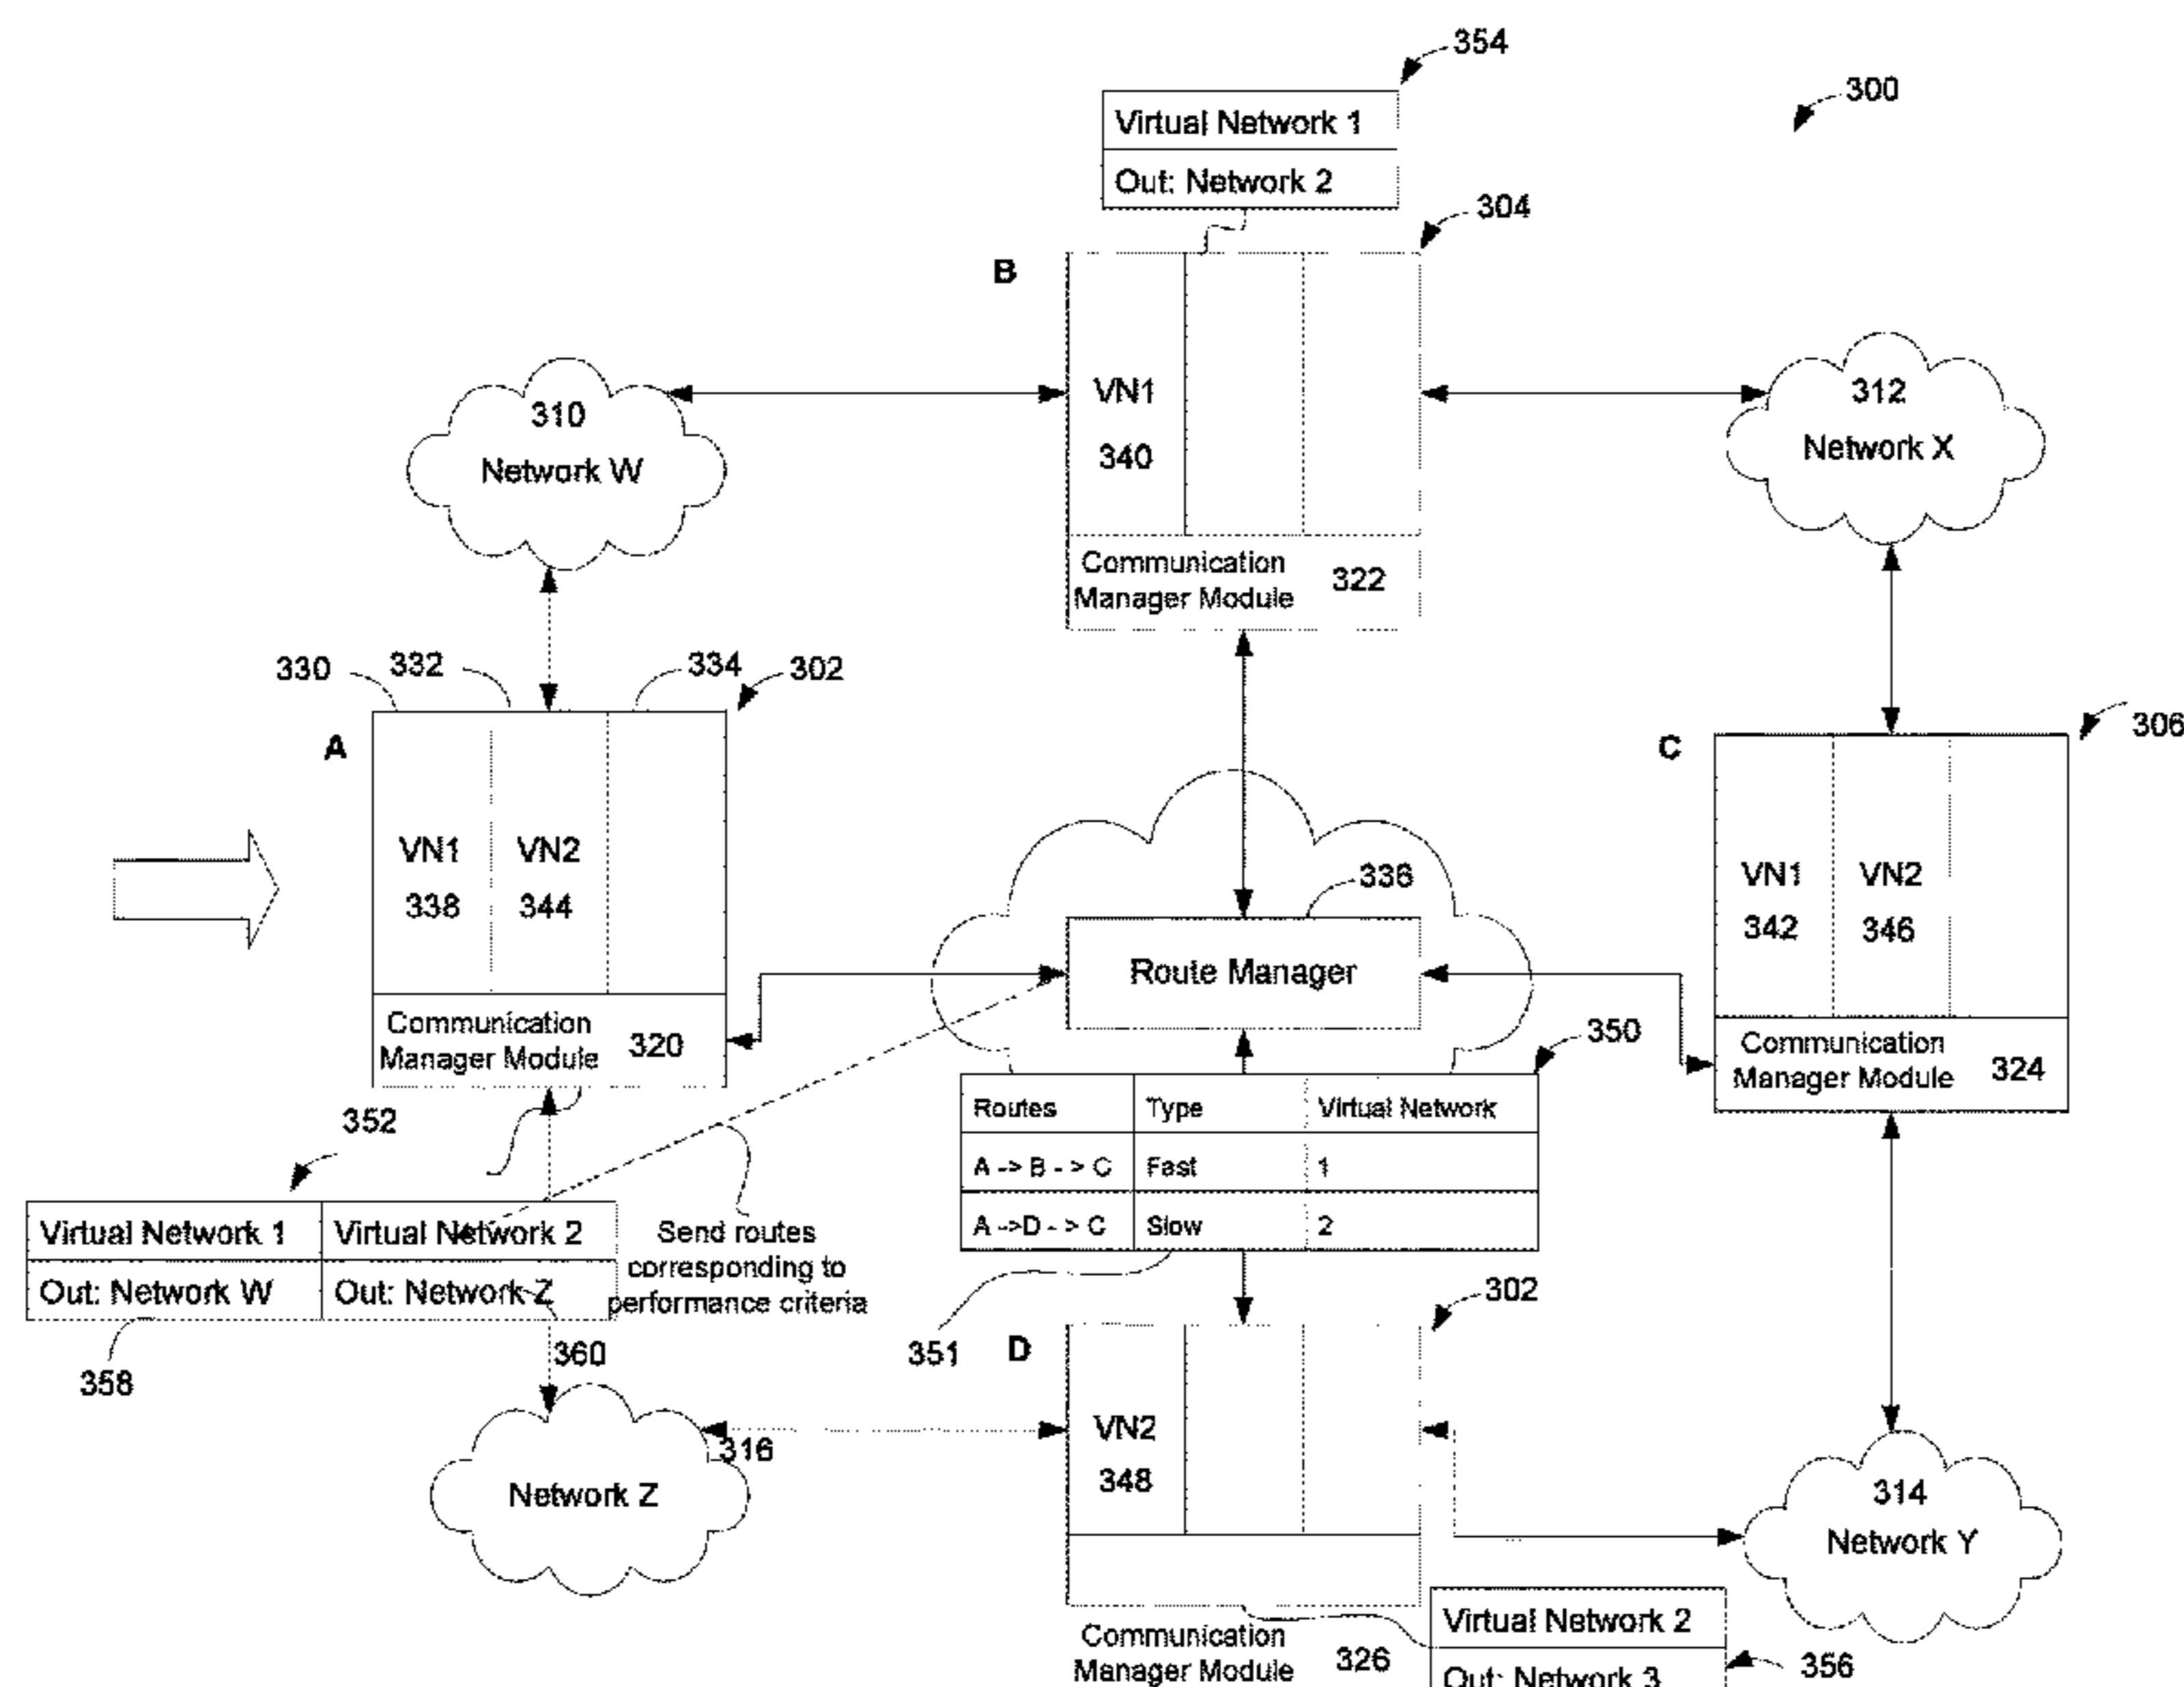 354
300
Virtual Network 1
Out: Network 2
304
B
310
Network W
VN1
340
312
Network X
Communication
Manager Module
322
330
332
334
302
306
A
C
VN1
338
VN2
344
336
Route Manager
VN1
342
VN2
346
Communication
Manager Module
320
350
Communication
Manager Module
324
352
Routes Type Virtual Network
A -> B - > C Fast 1
A ->D - > C Slow 2
Virtual Network 1 Virtual Network 2
Out: Network W Out: Network Z
Send routes
corresponding to
performance criteria
358
360
351
302
D
316
Network Z
VN2
348
314
Network Y
Communication
Manager Module
326
Virtual Network 2
Out: Network 3
356